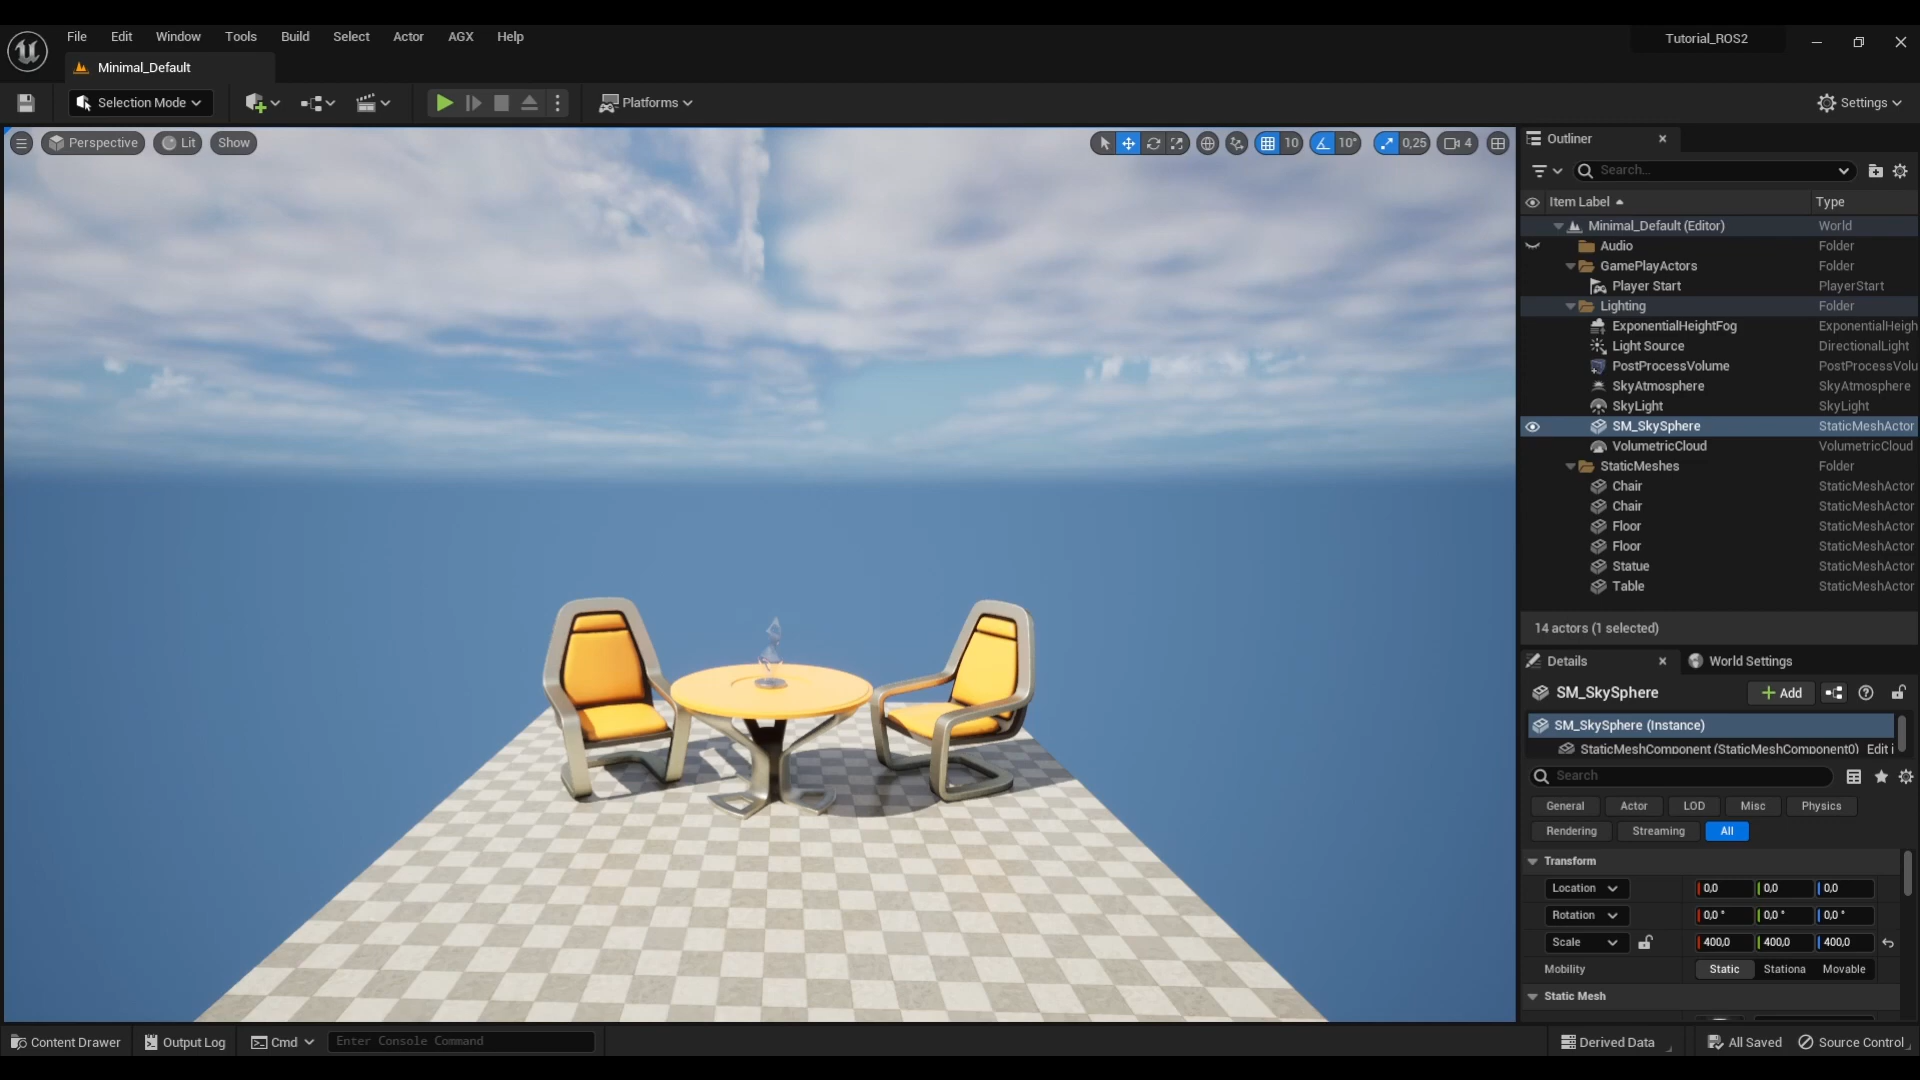 File Edit Window Tools Build Select Actor AGX Help
Tutorial_ROS2
Minimal_Default
Selection Mode
Platforms
Settings
Perspective Lit Show
10 10° 0,25 4
Outliner
Search...
Item Label Type
Minimal_Default (Editor) World
Audio Folder
GamePlayActors Folder
Player Start PlayerStart
Lighting Folder
ExponentialHeightFog ExponentialHeigh
Light Source DirectionalLight
PostProcessVolume PostProcessVolu
SkyAtmosphere SkyAtmosphere
SkyLight SkyLight
SM_SkySphere StaticMeshActor
VolumetricCloud VolumetricCloud
StaticMeshes Folder
Chair StaticMeshActor
Chair StaticMeshActor
Floor StaticMeshActor
Floor StaticMeshActor
Statue StaticMeshActor
Table StaticMeshActor
14 actors (1 selected)
Details World Settings
SM_SkySphere Add
SM_SkySphere (Instance)
StaticMeshComponent (StaticMeshComponent0) Edit i
Search
General Actor LOD Misc Physics
Rendering Streaming All
Transform
Location 0,0 0,0 0,0
Rotation 0,0 ° 0,0 ° 0,0 °
Scale 400,0 400,0 400,0
Mobility Static Stationa Movable
Static Mesh
Content Drawer Output Log Cmd Enter Console Command Derived Data All Saved Source Control